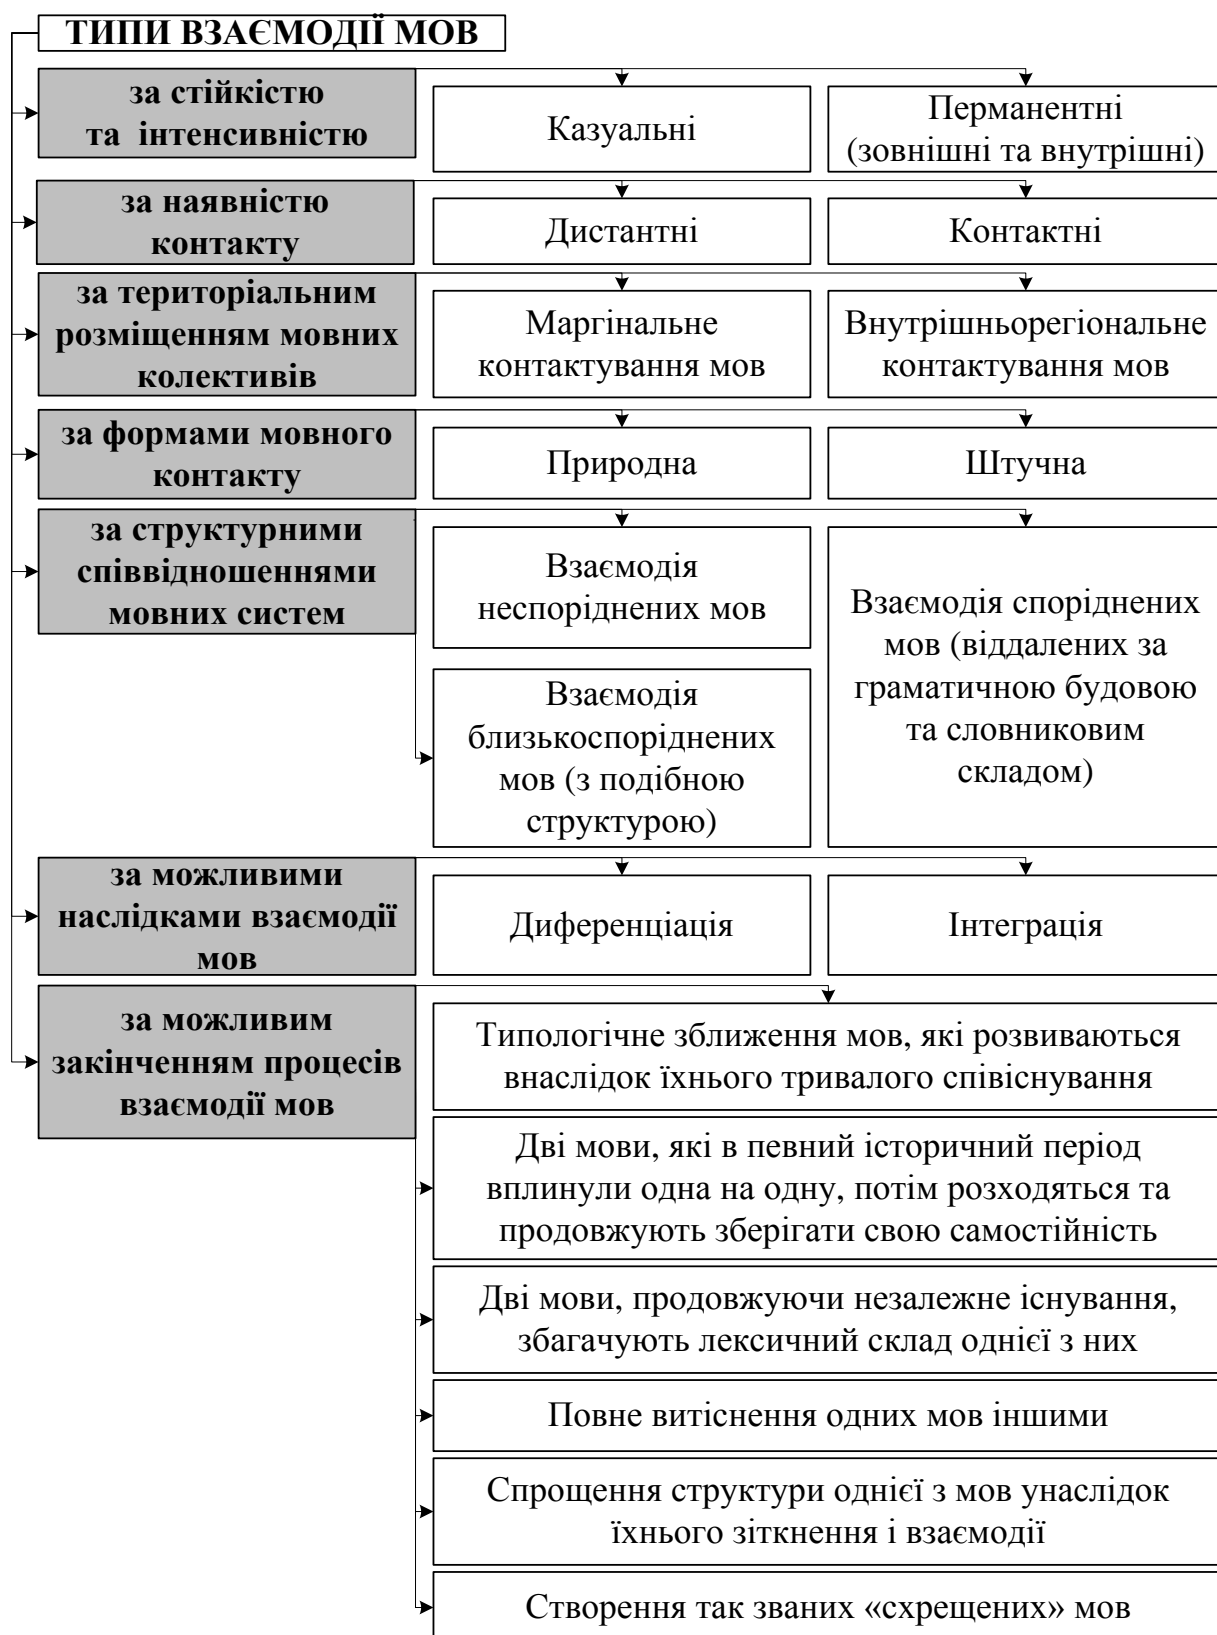 ТИПИ ВЗАЄМОДІЇ МОВ
за стійкістю
та інтенсивністю
Казуальні
Перманентні
(зовнішні та внутрішні)
за наявністю
контакту
Дистантні
Контактні
за територіальним
розміщенням мовних
колективів
Маргінальне
контактування мов
Внутрішньорегіональне
контактування мов
за формами мовного
контакту
Природна
Штучна
за структурними
співвідношеннями
мовних систем
Взаємодія
неспоріднених мов
Взаємодія споріднених
мов (віддалених за
граматичною будовою
та словниковим
складом)
Взаємодія
близькоспоріднених
мов (з подібною
структурою)
за можливими
наслідками взаємодії
мов
Диференціація
Інтеграція
за можливим
закінченням процесів
взаємодії мов
Типологічне зближення мов, які розвиваються
внаслідок їхнього тривалого співіснування
Дві мови, які в певний історичний період
вплинули одна на одну, потім розходяться та
продовжують зберігати свою самостійність
Дві мови, продовжуючи незалежне існування,
збагачують лексичний склад однієї з них
Повне витіснення одних мов іншими
Спрощення структури однієї з мов унаслідок
їхнього зіткнення і взаємодії
Створення так званих «схрещених» мов